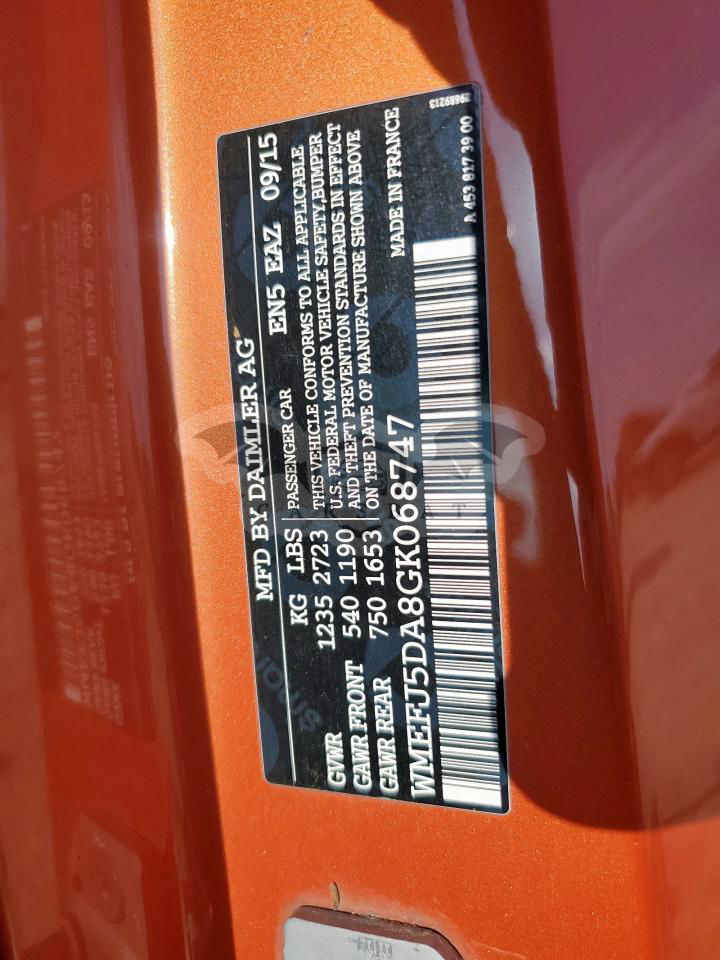 MFD BY DAIMLER AG EN5 EAZ 09/15
KG LBS PASSENGER CAR
GVWR 1235 2723 THIS VEHICLE CONFORMS TO ALL APPLICABLE
GAWR FRONT 540 1190 U.S. FEDERAL MOTOR VEHICLE SAFETY,BUMPER
GAWR REAR 750 1653 AND THEFT PREVENTION STANDARDS IN EFFECT
ON THE DATE OF MANUFACTURE SHOWN ABOVE
WMEFJ5DA8GK068747 MADE IN FRANCE
A 453 817 39 00
29689213
smart